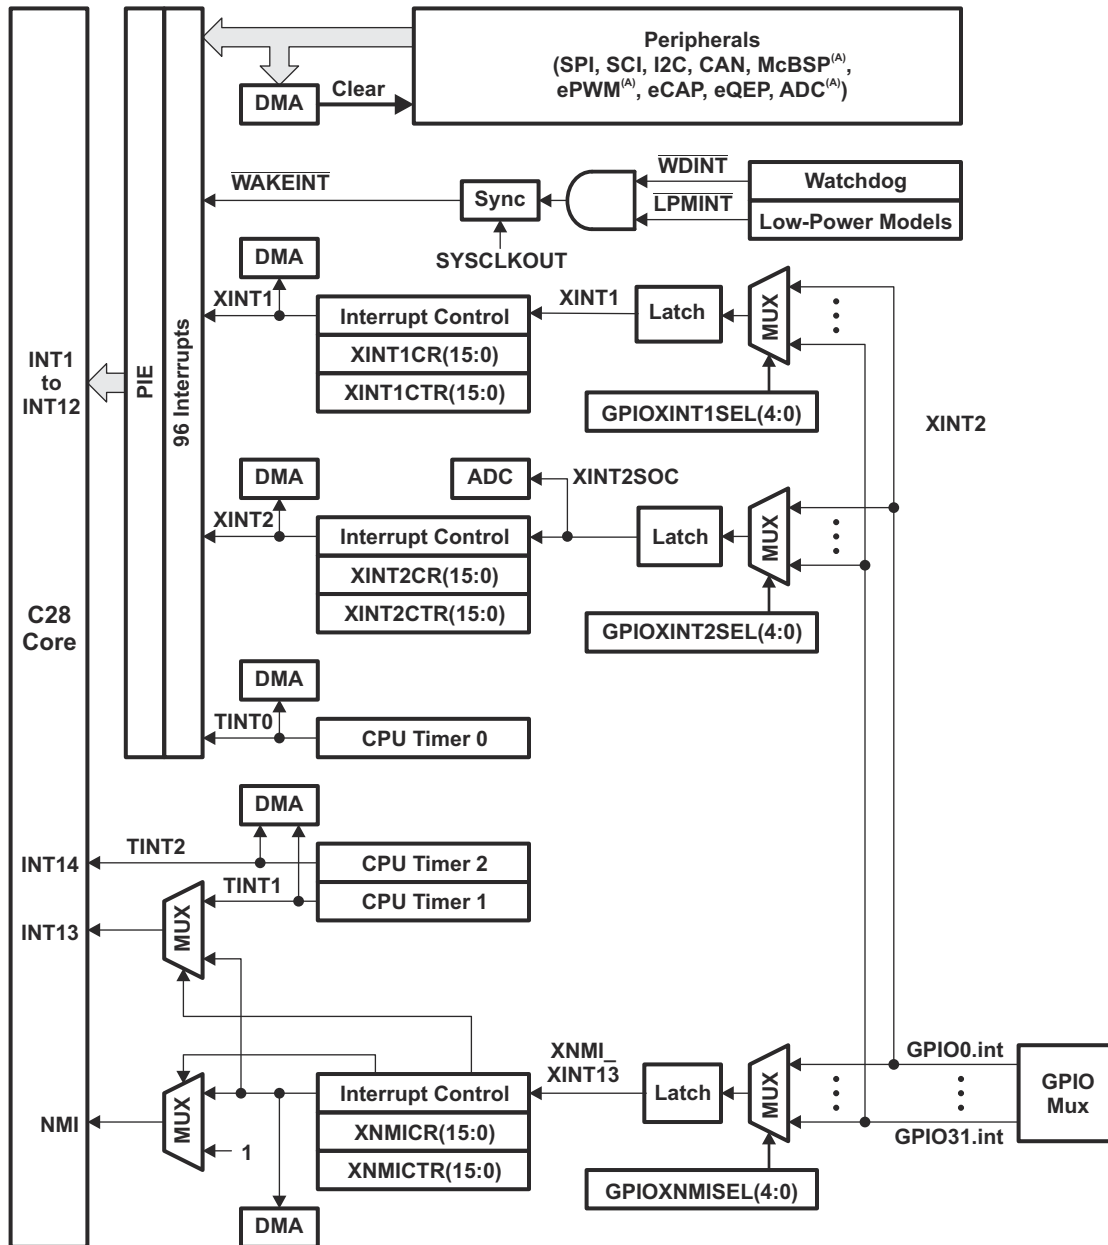 Peripherals
(SPI, SCI, I2C, CAN, McBSP(A),
ePWM(A), eCAP, eQEP, ADC(A))
DMA
Clear
WDINT
Watchdog
WAKEINT
Sync
LPMINT
Low-Power Models
SYSCLKOUT
DMA
XINT1
Interrupt Control
XINT1CR(15:0)
XINT1CTR(15:0)
XINT1
Latch
MUX
GPIOXINT1SEL(4:0)
INT1
to
INT12
PIE
96 Interrupts
XINT2
DMA
ADC
XINT2SOC
XINT2
Interrupt Control
XINT2CR(15:0)
XINT2CTR(15:0)
Latch
MUX
GPIOXINT2SEL(4:0)
C28
Core
DMA
TINT0
CPU Timer 0
DMA
INT14
TINT2
CPU Timer 2
TINT1
CPU Timer 1
INT13
MUX
XNMI_
XINT13
Interrupt Control
XNMICR(15:0)
XNMICTR(15:0)
Latch
MUX
GPIO0.int
GPIO31.int
GPIO
Mux
NMI
MUX
1
GPIOXNMISEL(4:0)
DMA